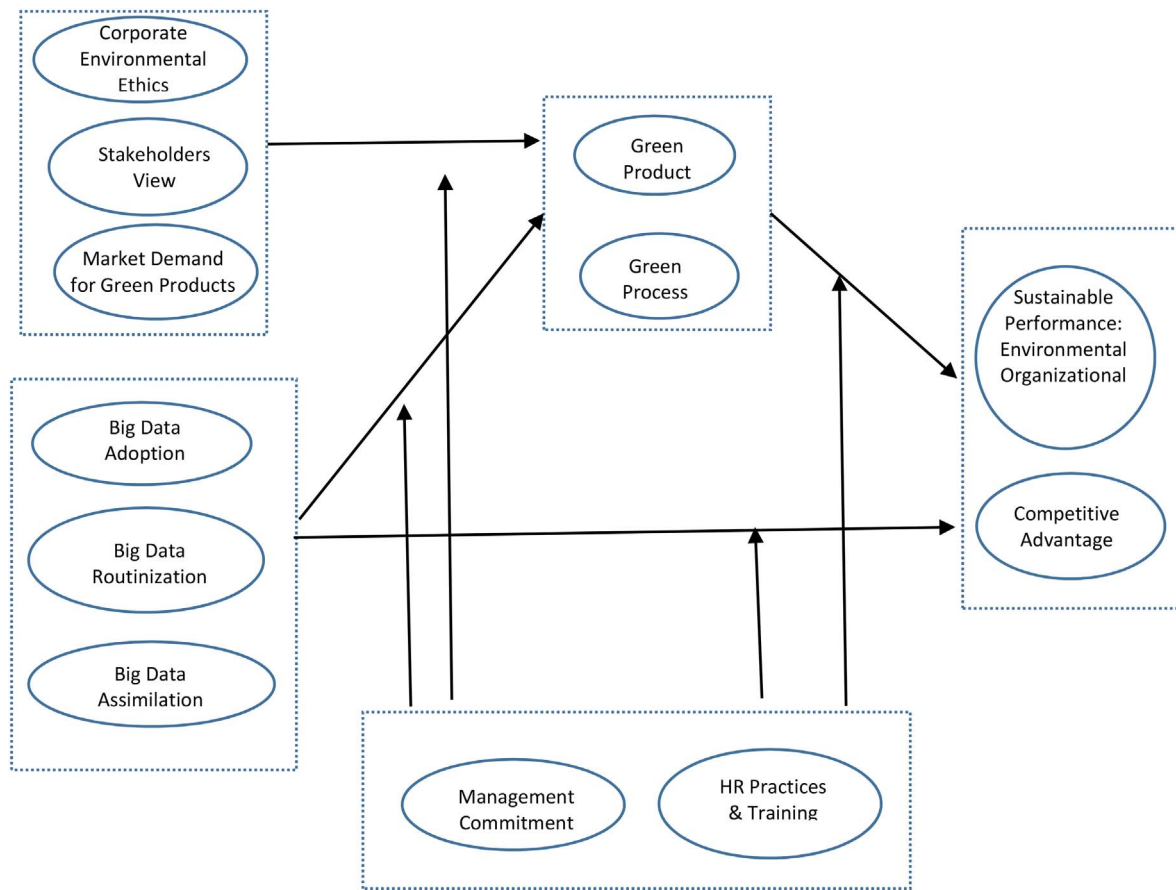 Corporate
Environmental
Ethics
Stakeholders
View
Market Demand
for Green Products
Green
Product
Green
Process
Sustainable
Performance:
Environmental
Organizational
Competitive
Advantage
Big Data
Adoption
Big Data
Routinization
Big Data
Assimilation
Management
Commitment
HR Practices
& Training